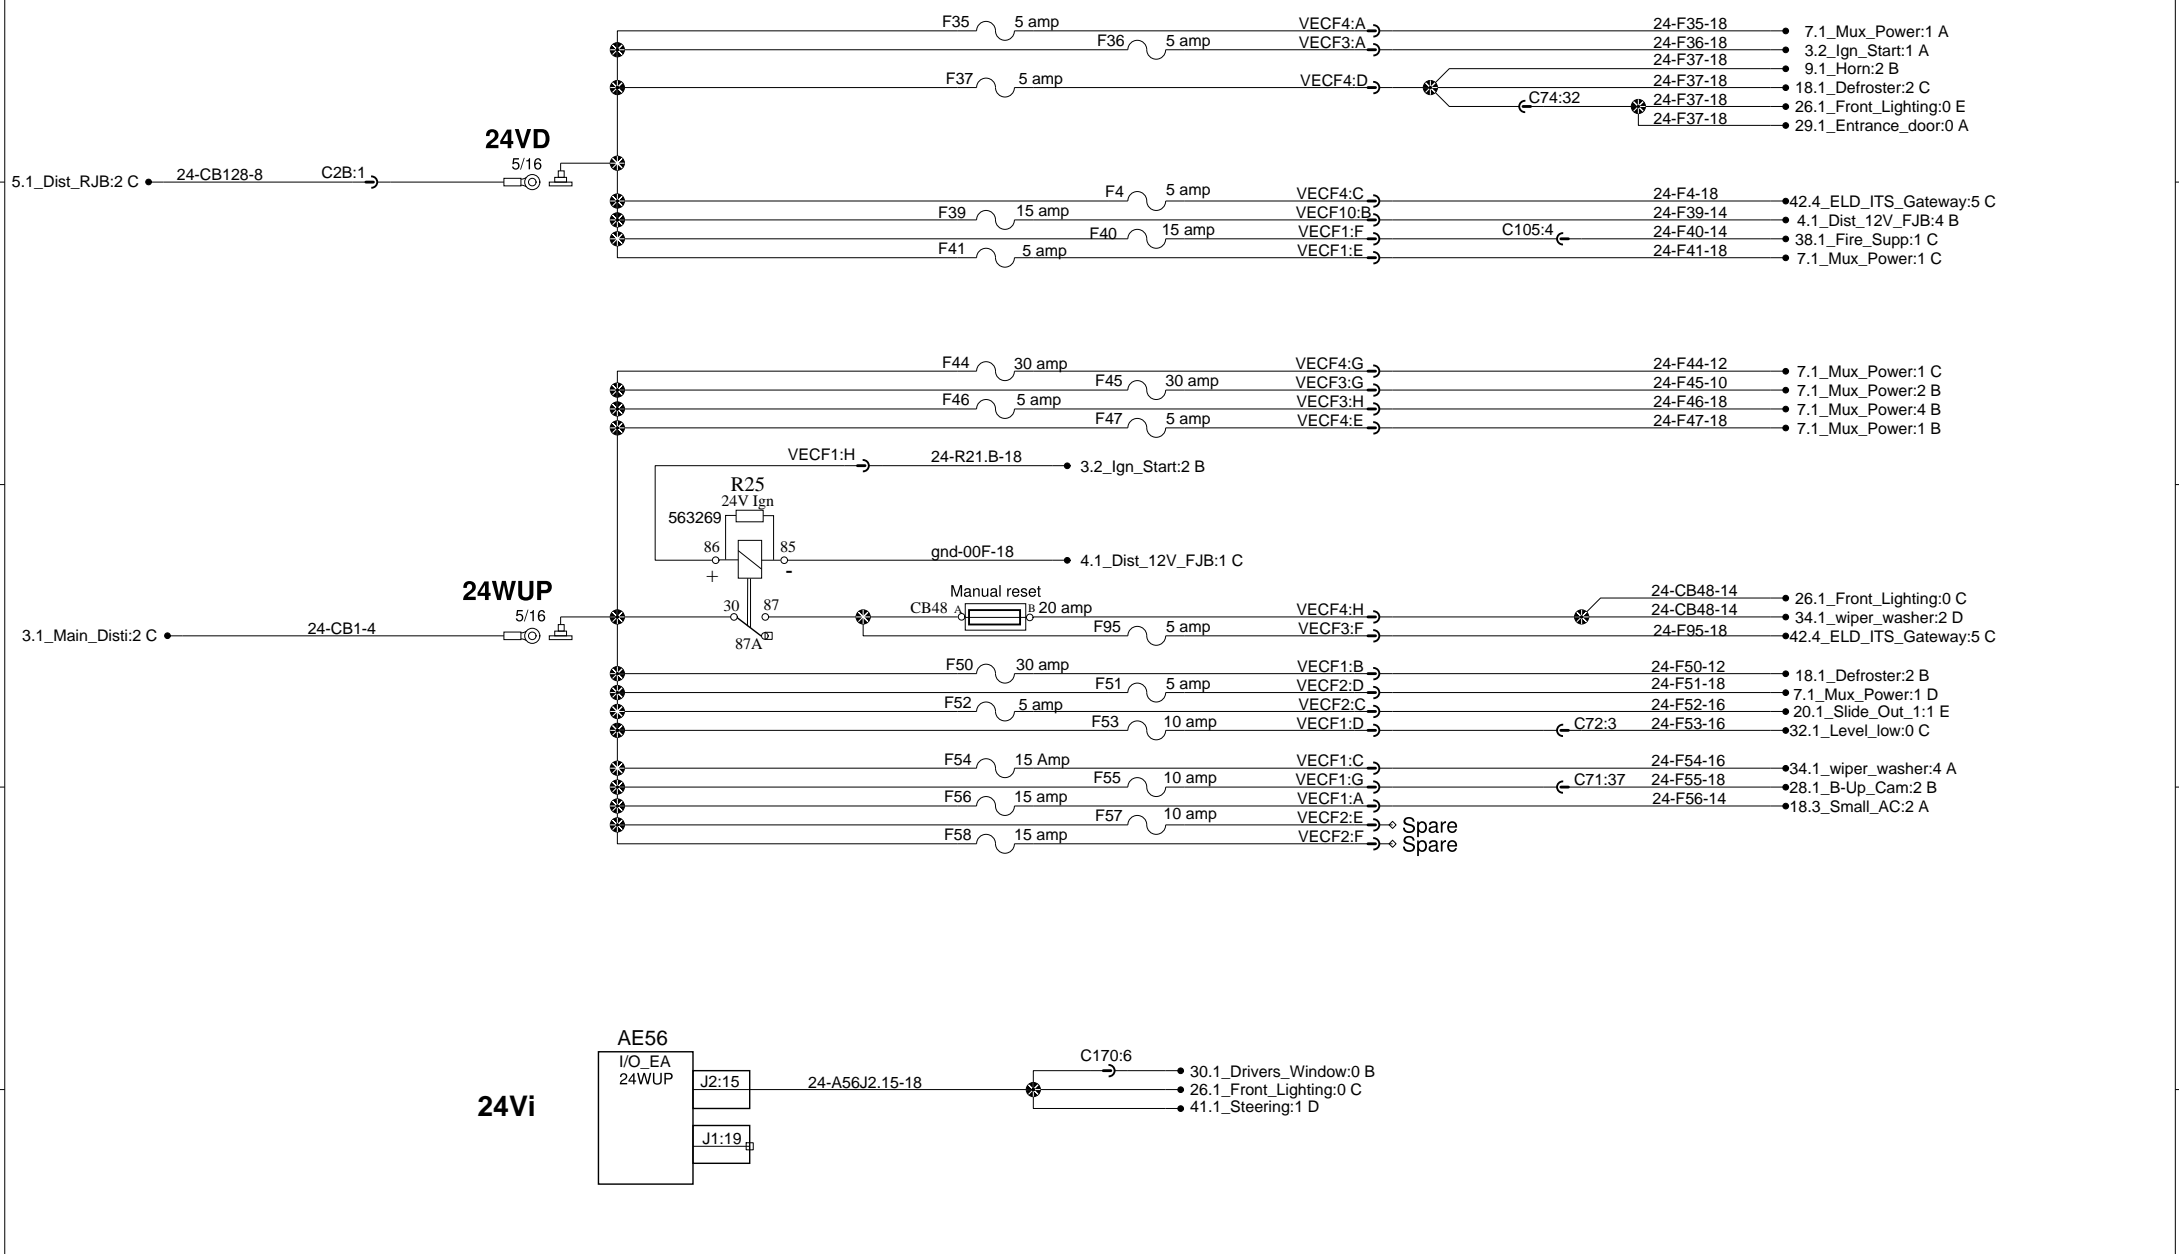 F35 5 amp VECF4:A 24-F35-18 7.1_Mux_Power:1 A
F36 5 amp VECF3:A 24-F36-18 3.2_Ign_Start:1 A
24-F37-18 9.1_Horn:2 B
F37 5 amp VECF4:D 24-F37-18 18.1_Defroster:2 C
C74:32 24-F37-18 26.1_Front_Lighting:0 E
24-F37-18 29.1_Entrance_door:0 A
24VD
5/16
5.1_Dist_RJB:2 C 24-CB128-8 C2B:1
F4 5 amp VECF4:C 24-F4-18 42.4_ELD_ITS_Gateway:5 C
F39 15 amp VECF10:B 24-F39-14 4.1_Dist_12V_FJB:4 B
F40 15 amp VECF1:F C105:4 24-F40-14 38.1_Fire_Supp:1 C
F41 5 amp VECF1:E 24-F41-18 7.1_Mux_Power:1 C
F44 30 amp VECF4:G 24-F44-12 7.1_Mux_Power:1 C
F45 30 amp VECF3:G 24-F45-10 7.1_Mux_Power:2 B
F46 5 amp VECF3:H 24-F46-18 7.1_Mux_Power:4 B
F47 5 amp VECF4:E 24-F47-18 7.1_Mux_Power:1 B
VECF1:H 24-R21.B-18 3.2_Ign_Start:2 B
R25
24V Ign
563269
86 85 gnd-00F-18 4.1_Dist_12V_FJB:1 C
+ -
24WUP
5/16
3.1_Main_Disti:2 C 24-CB1-4
Manual reset
24-CB48-14 26.1_Front_Lighting:0 C
30 87 CB48 A B 20 amp VECF4:H 24-CB48-14 34.1_wiper_washer:2 D
87A F95 5 amp VECF3:F 24-F95-18 42.4_ELD_ITS_Gateway:5 C
F50 30 amp VECF1:B 24-F50-12 18.1_Defroster:2 B
F51 5 amp VECF2:D 24-F51-18 7.1_Mux_Power:1 D
F52 5 amp VECF2:C 24-F52-16 20.1_Slide_Out_1:1 E
F53 10 amp VECF1:D C72:3 24-F53-16 32.1_Level_low:0 C
F54 15 Amp VECF1:C 24-F54-16 34.1_wiper_washer:4 A
F55 10 amp VECF1:G C71:37 24-F55-18 28.1_B-Up_Cam:2 B
F56 15 amp VECF1:A 24-F56-14 18.3_Small_AC:2 A
F57 10 amp VECF2:E Spare
F58 15 amp VECF2:F Spare
24Vi
AE56
I/O_EA
24WUP
J2:15 24-A56J2.15-18
C170:6 30.1_Drivers_Window:0 B
26.1_Front_Lighting:0 C
41.1_Steering:1 D
J1:19